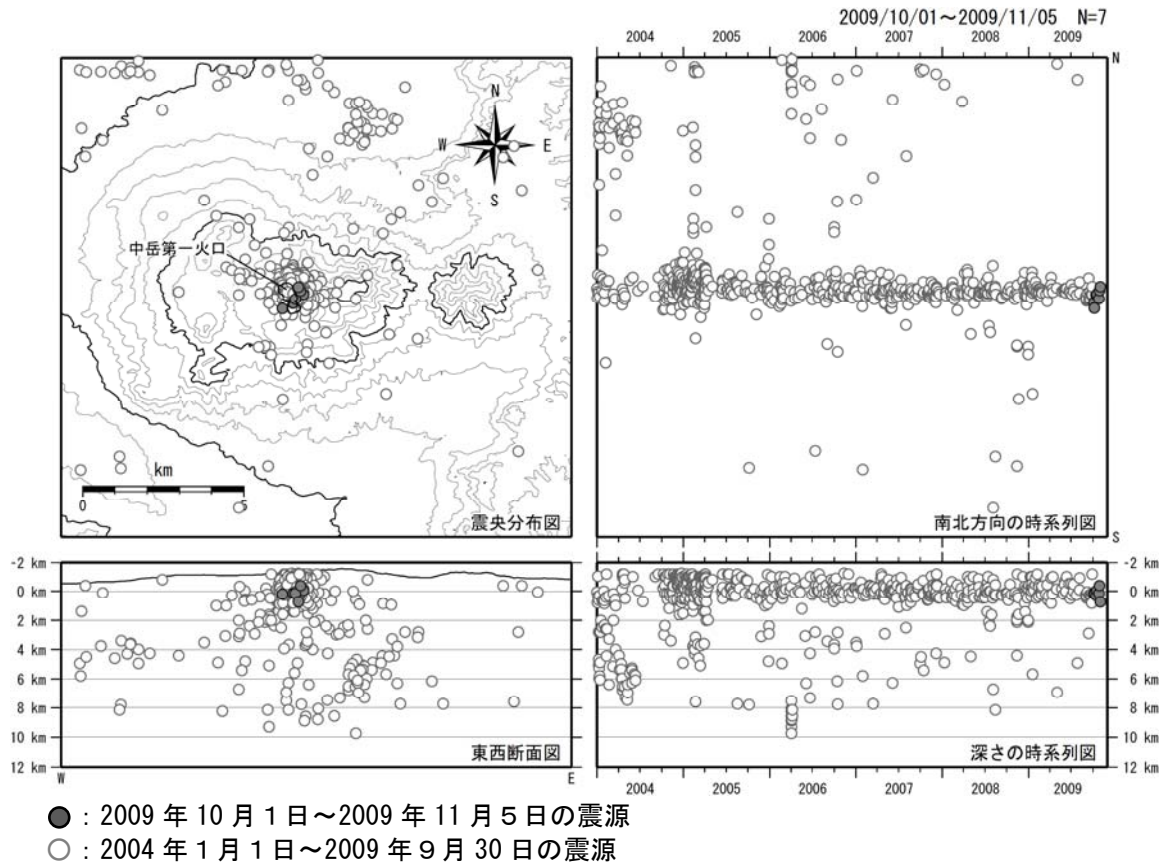 2009/10/01～2009/11/05 N=7
2004 2005 2006 2007 2008 2009
N
N
W E
S
中岳第一火口
km
0 5
震央分布図
南北方向の時系列図
S
-2 km
0 km
2 km
4 km
6 km
8 km
10 km
12 km
東西断面図
W E
-2 km
0 km
2 km
4 km
6 km
8 km
10 km
12 km
深さの時系列図
2004 2005 2006 2007 2008 2009
●：2009 年 10 月１日～2009 年 11 月５日の震源
○：2004 年１月１日～2009 年９月 30 日の震源